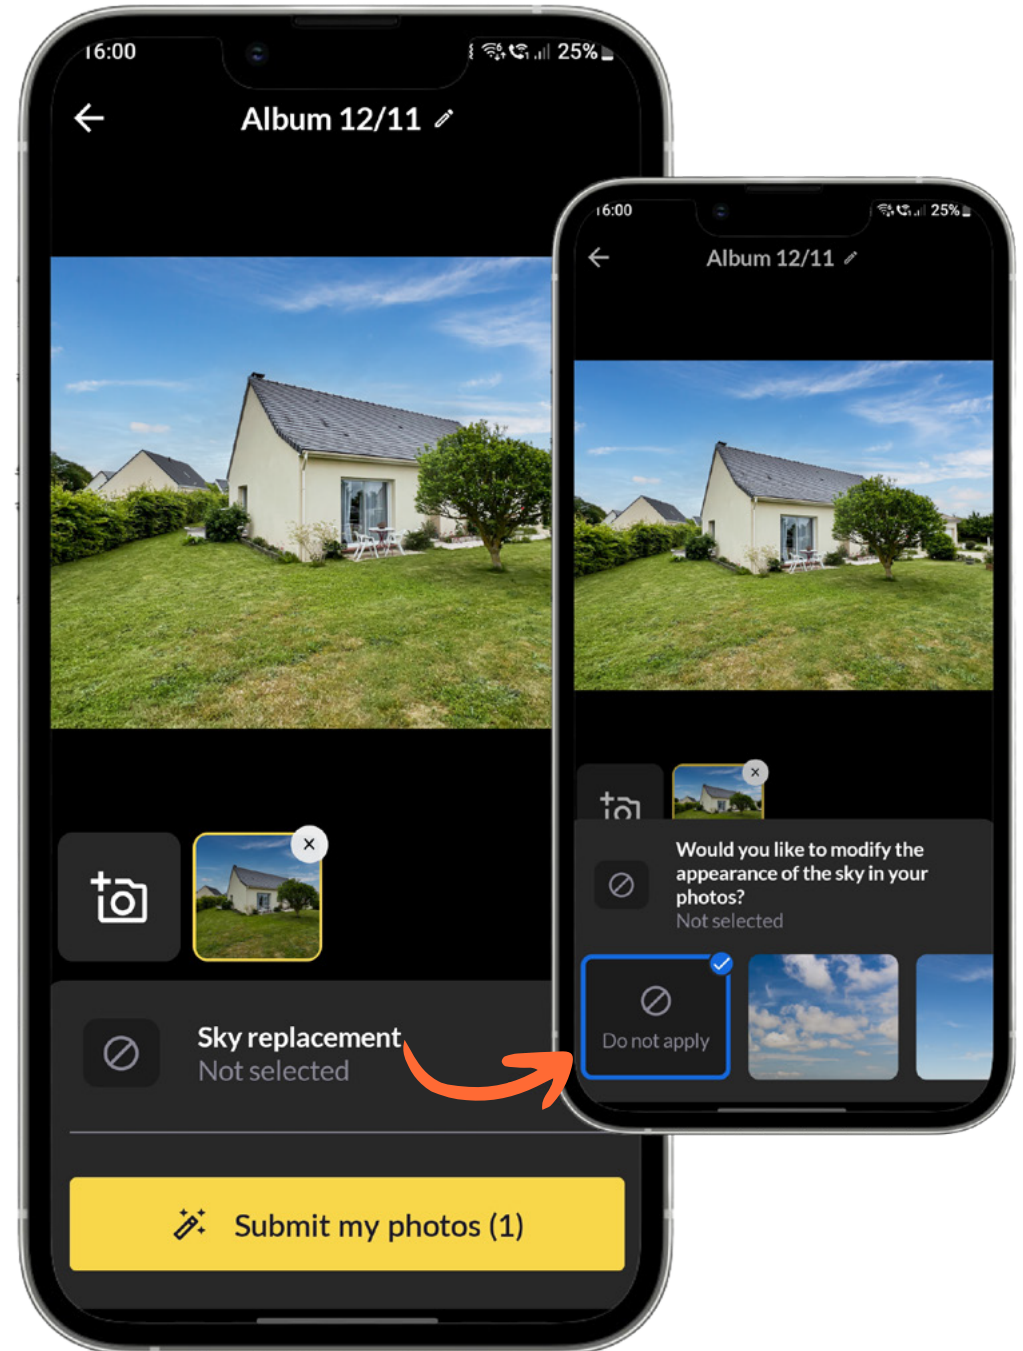 16:00
25%
Album 12/11
Sky replacement
Not selected
Submit my photos (1)
16:00
25%
Album 12/11
Would you like to modify the
appearance of the sky in your
photos?
Not selected
Do not apply